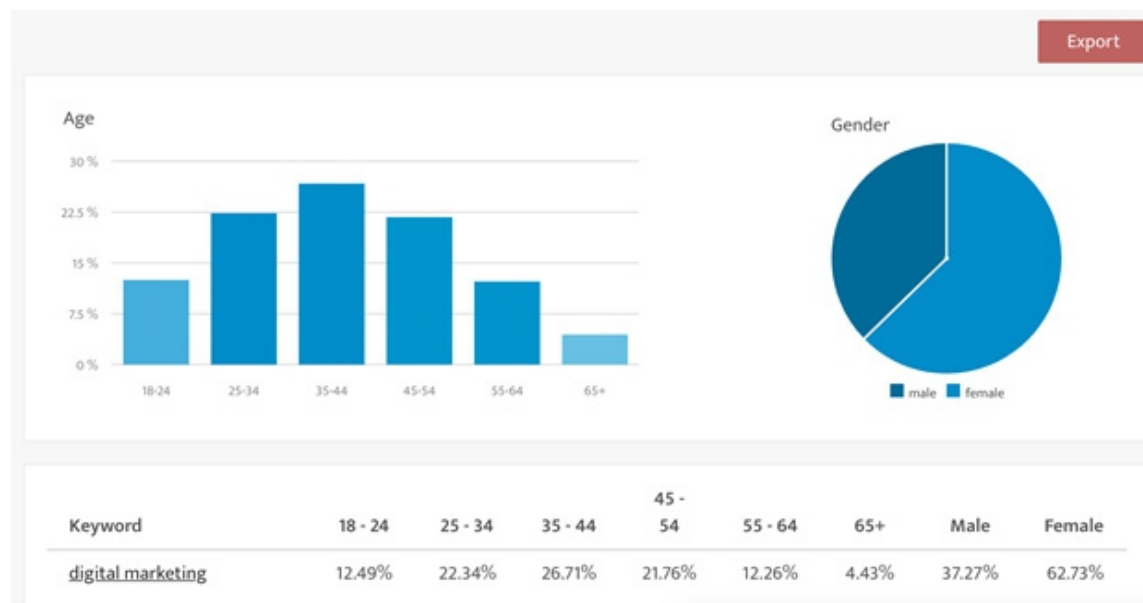 Export
Age
30 %
22.5 %
15 %
7.5 %
0 %
18-24 25-34 35-44 45-54 55-64 65+
Gender
male female
45 -
Keyword 18 - 24 25 - 34 35 - 44 54 55 - 64 65+ Male Female
digital marketing 12.49% 22.34% 26.71% 21.76% 12.26% 4.43% 37.27% 62.73%